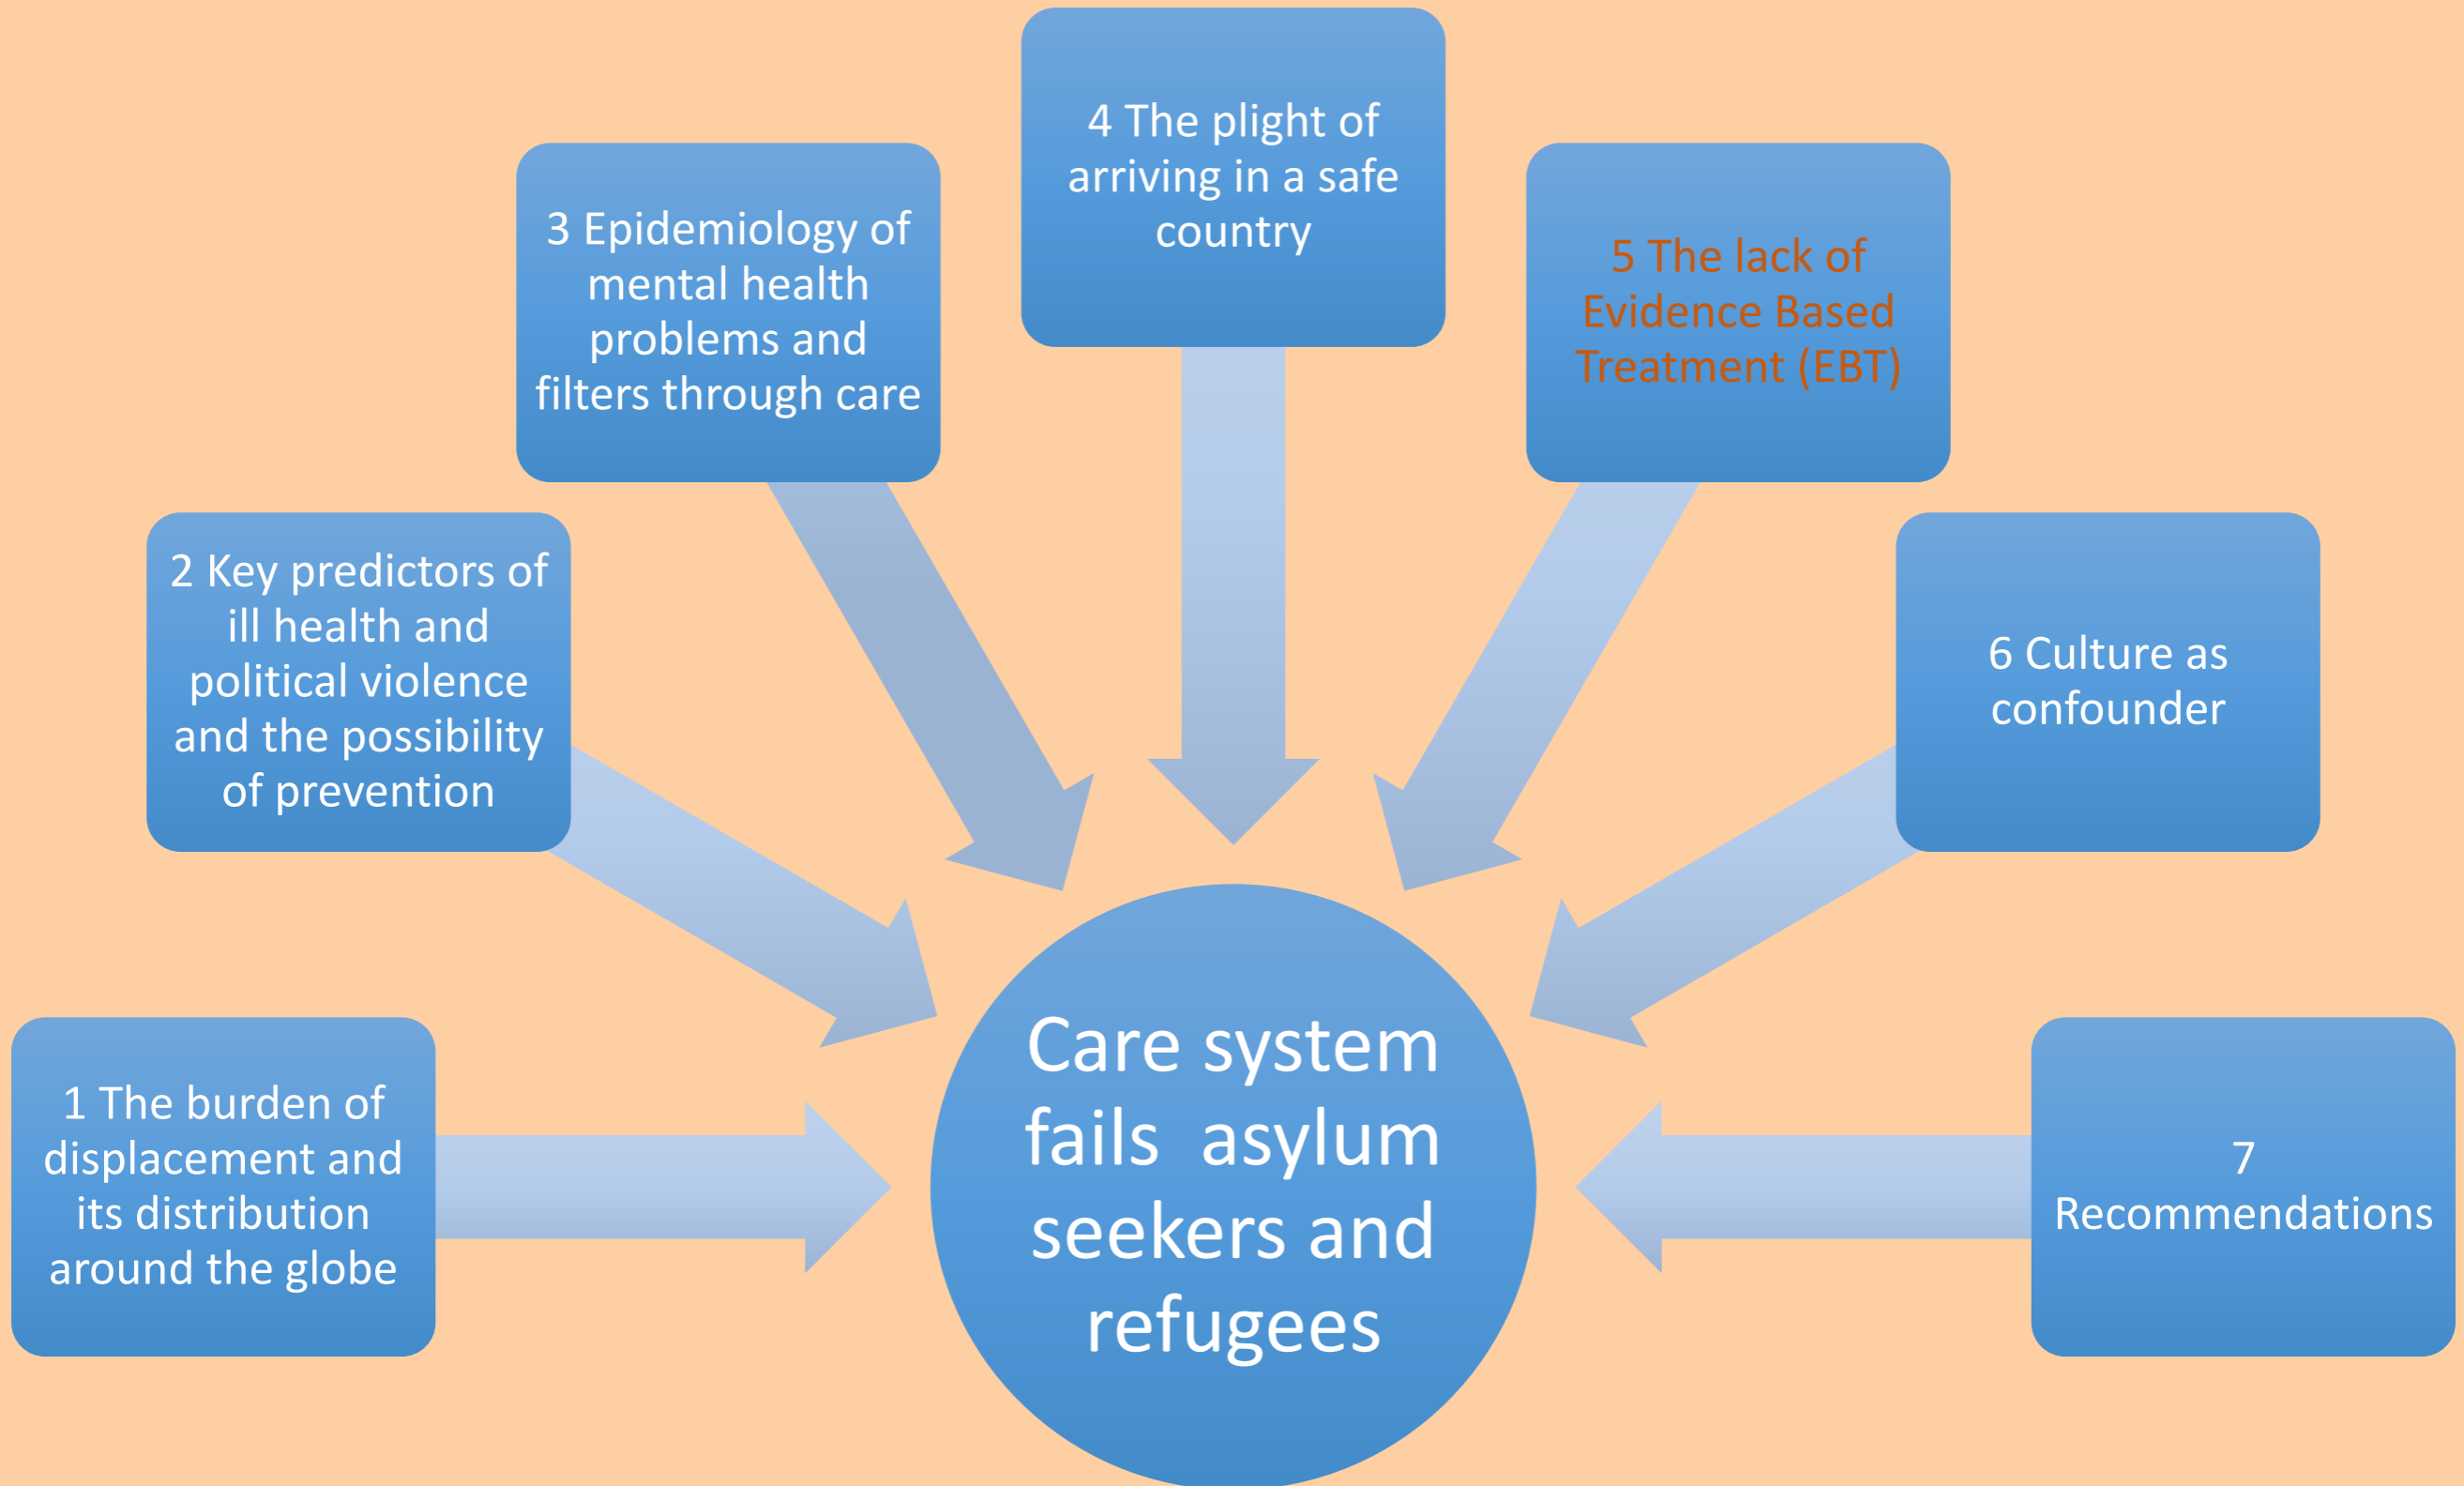 1 The burden of
displacement and
its distribution
around the globe
2 Key predictors of
ill health and
political violence
and the possibility
of prevention
3 Epidemiology of
mental health
problems and
filters through care
4 The plight of
arriving in a safe
country
5 The lack of
Evidence Based
Treatment (EBT)
6 Culture as
confounder
7
Recommendations
Care system
fails  asylum
seekers and
refugees